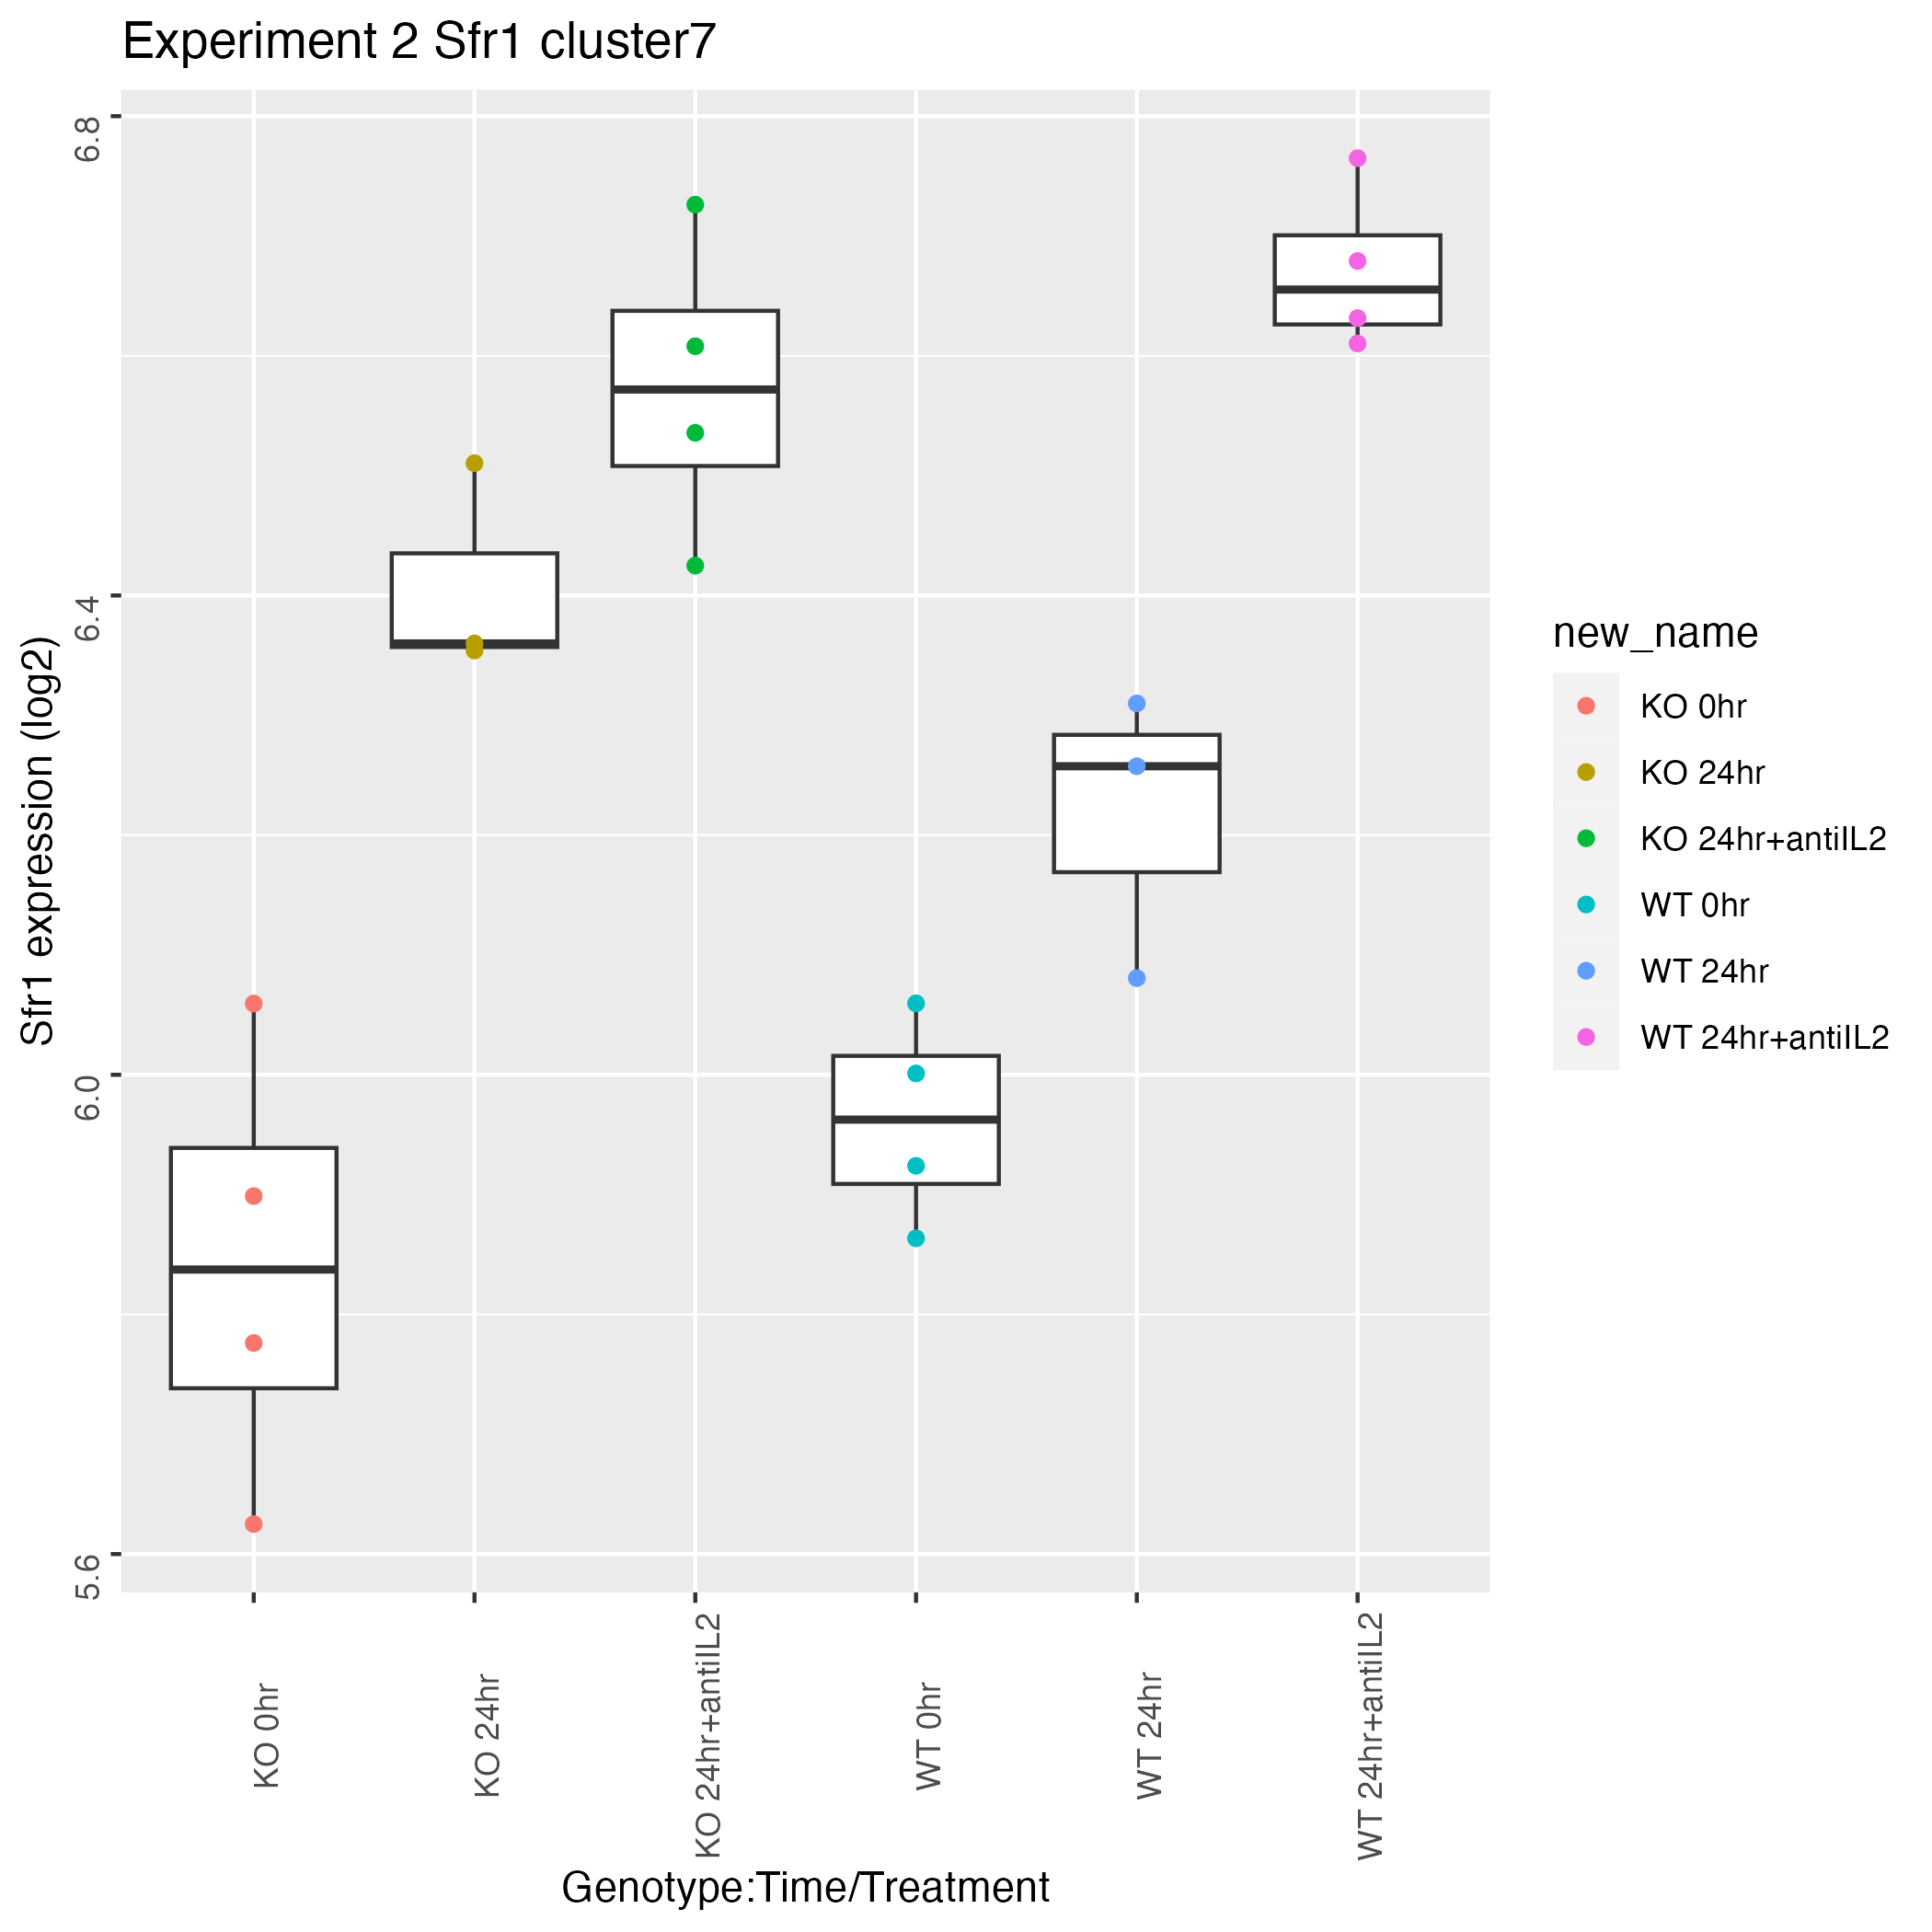 Experiment 2 Sfr1 cluster7
Sfr1 expression (log2)
6.8
6.4
6.0
5.6
KO 0hr
KO 24hr
KO 24hr+antiIL2
WT 0hr
WT 24hr
WT 24hr+antiIL2
Genotype:Time/Treatment
new_name
KO 0hr
KO 24hr
KO 24hr+antiIL2
WT 0hr
WT 24hr
WT 24hr+antiIL2